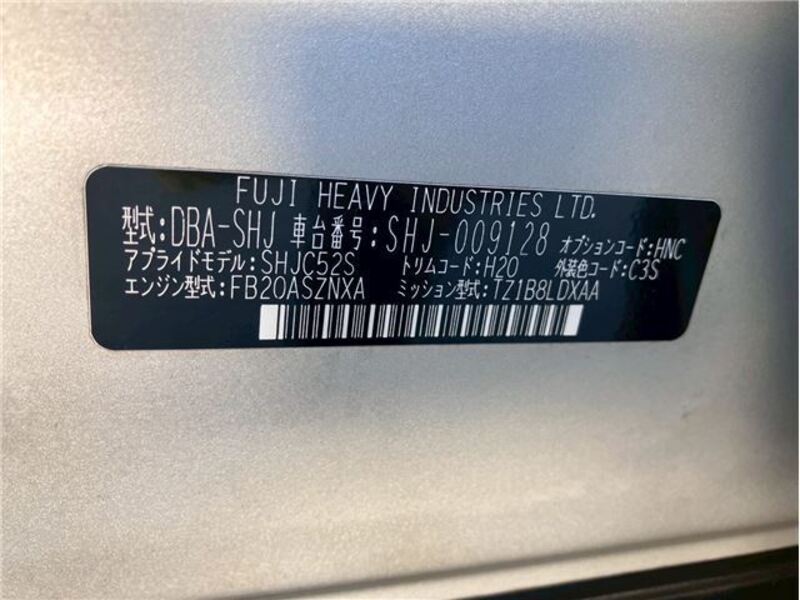 FUJI HEAVY INDUSTRIES LTD.
型式:DBA-SHJ 車台番号:SHJ-009128 オプションコード:HNC
アプライドモデル:SHJC52S トリムコード:H20 外装色コード:C3S
エンジン型式:FB20ASZNXA ミッション型式:TZ1B8LDXAA